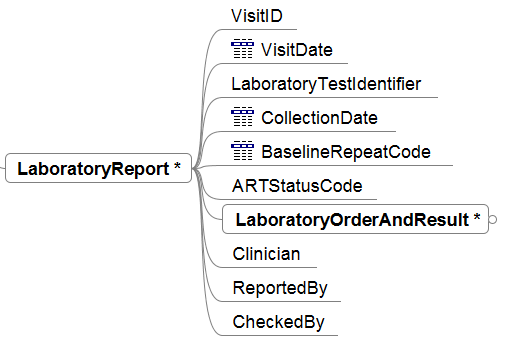 VisitID
VisitDate
LaboratoryTestIdentifier
CollectionDate
BaselineRepeatCode
LaboratoryReport *
ARTStatusCode
LaboratoryOrderAndResult *
Clinician
ReportedBy
CheckedBy